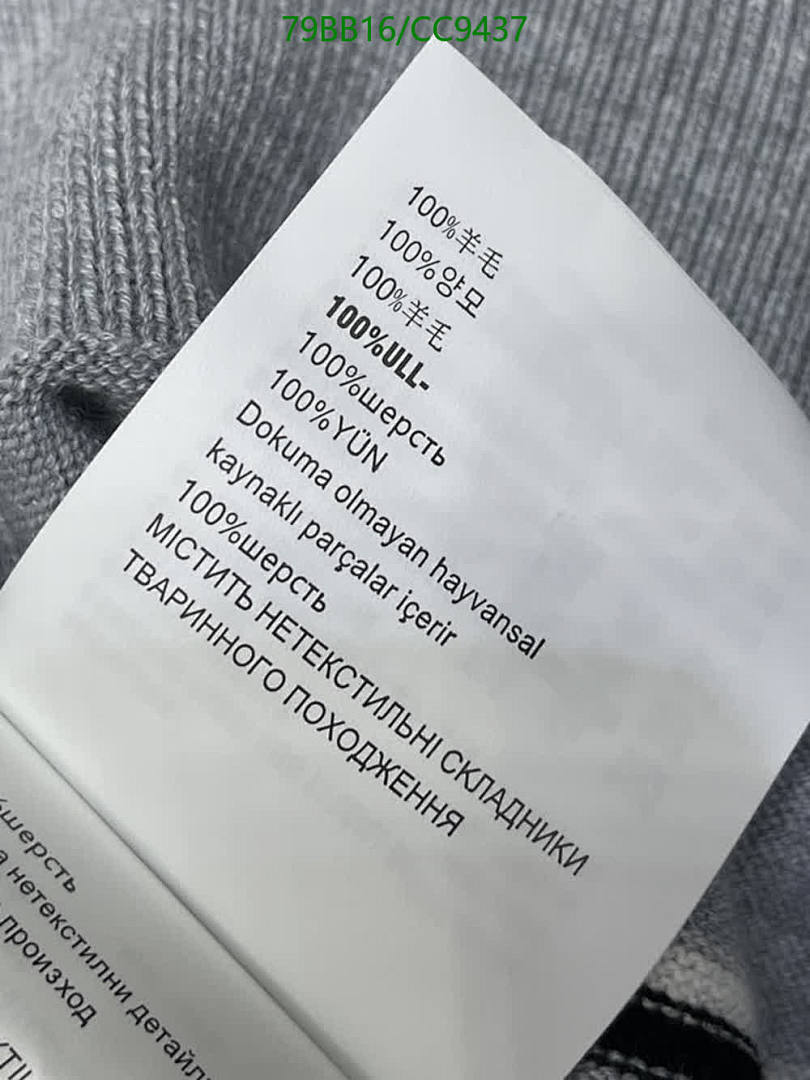 79BB16/CC9437
100%羊毛
100%양모
100%羊毛
100%ULL-
100%шерсть
100%YÜN
Dokuma olmayan hayvansal
kaynaklı parçalar içerir
100%шерсть
МІСТИТЬ НЕТЕКСТИЛЬНІ СКЛАДНИКИ
ТВАРИННОГО ПОХОДЖЕННЯ
шерсть
нетекстилни детайли
произход